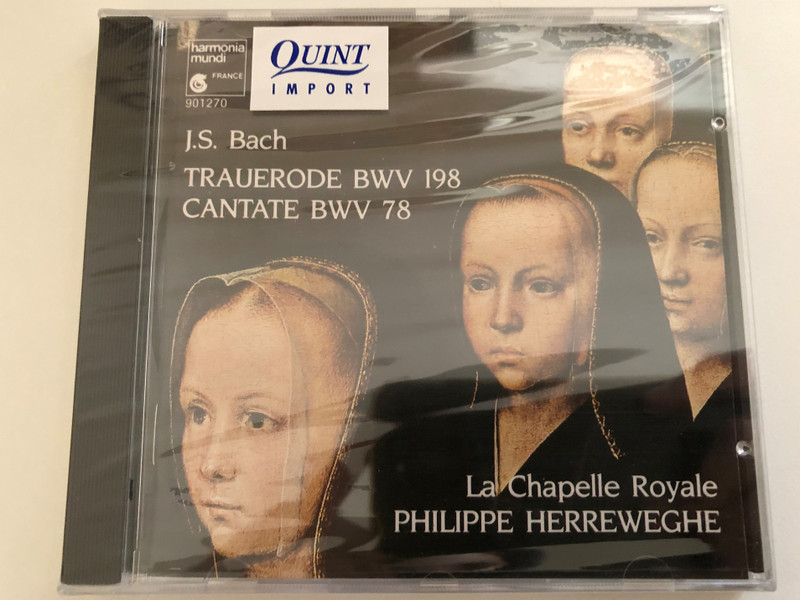 harmonia
mundi
FRANCE
901270
QUINT
IMPORT
J.S. Bach
TRAUERODE BWV 198
CANTATE BWV 78
La Chapelle Royale
PHILIPPE HERREWEGHE